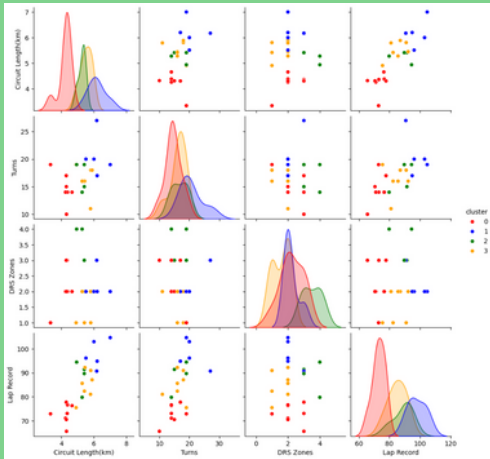 Circuit Length(km)
7
6
5
4
Turns
25
20
15
10
cluster
0
1
2
3
DRS Zones
4.0
3.5
3.0
2.5
2.0
1.5
1.0
Lap Record
100
90
80
70
4 6 8
Circuit Length(km)
10 20 30
Turns
0 2 4
DRS Zones
60 80 100 120
Lap Record